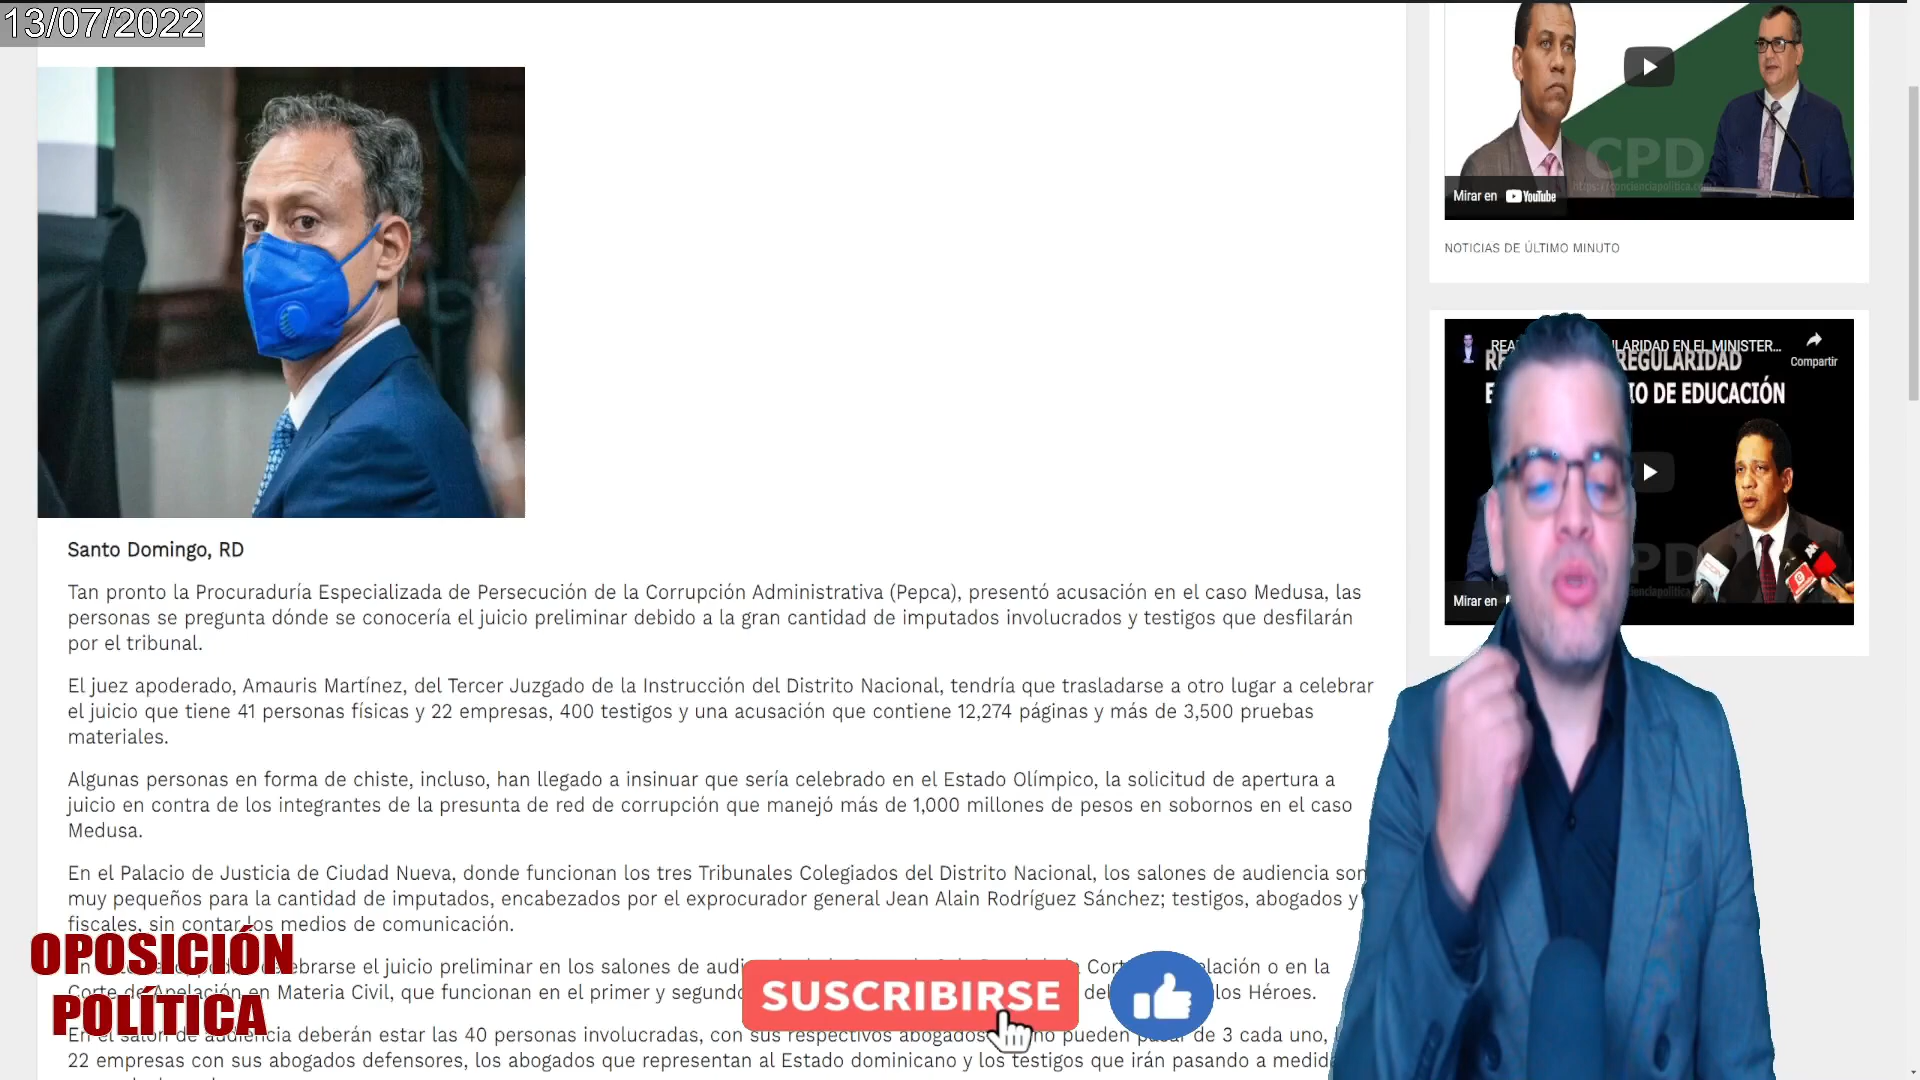 13/07/2022
Santo Domingo, RD
Tan pronto la Procuraduría Especializada de Persecución de la Corrupción Administrativa (Pepca), presentó acusación en el caso Medusa, las
personas se pregunta dónde se conocería el juicio preliminar debido a la gran cantidad de imputados involucrados y testigos que desfilarán
por el tribunal.
El juez apoderado, Amauris Martínez, del Tercer Juzgado de la Instrucción del Distrito Nacional, tendría que trasladarse a otro lugar a celebrar
el juicio que tiene 41 personas físicas y 22 empresas, 400 testigos y una acusación que contiene 12,274 páginas y más de 3,500 pruebas
materiales.
Algunas personas en forma de chiste, incluso, han llegado a insinuar que sería celebrado en el Estado Olímpico, la solicitud de apertura a
juicio en contra de los integrantes de la presunta de red de corrupción que manejó más de 1,000 millones de pesos en sobornos en el caso
Medusa.
En el Palacio de Justicia de Ciudad Nueva, donde funcionan los tres Tribunales Colegiados del Distrito Nacional, los salones de audiencia son
muy pequeños para la cantidad de imputados, encabezados por el exprocurador general Jean Alain Rodríguez Sánchez; testigos, abogados y
fiscales, sin contar los medios de comunicación.
ebrarse el juicio preliminar en los salones de audi elación o en la
Corte de Apelación en Materia Civil, que funcionan en el primer y segundo los Héroes.
En el salón de audiencia deberán estar las 40 personas involucradas, con sus respectivos abogados no pueden pasar de 3 cada uno,
22 empresas con sus abogados defensores, los abogados que representan al Estado dominicano y los testigos que irán pasando a medida
OPOSICIÓN
POLÍTICA
SUSCRIBIRSE
CPD
Mirar en YouTube
NOTICIAS DE ÚLTIMO MINUTO
LARIDAD EN EL MINISTER...
Compartir
REGULARIDAD
IO DE EDUCACIÓN
PD
Mirar en